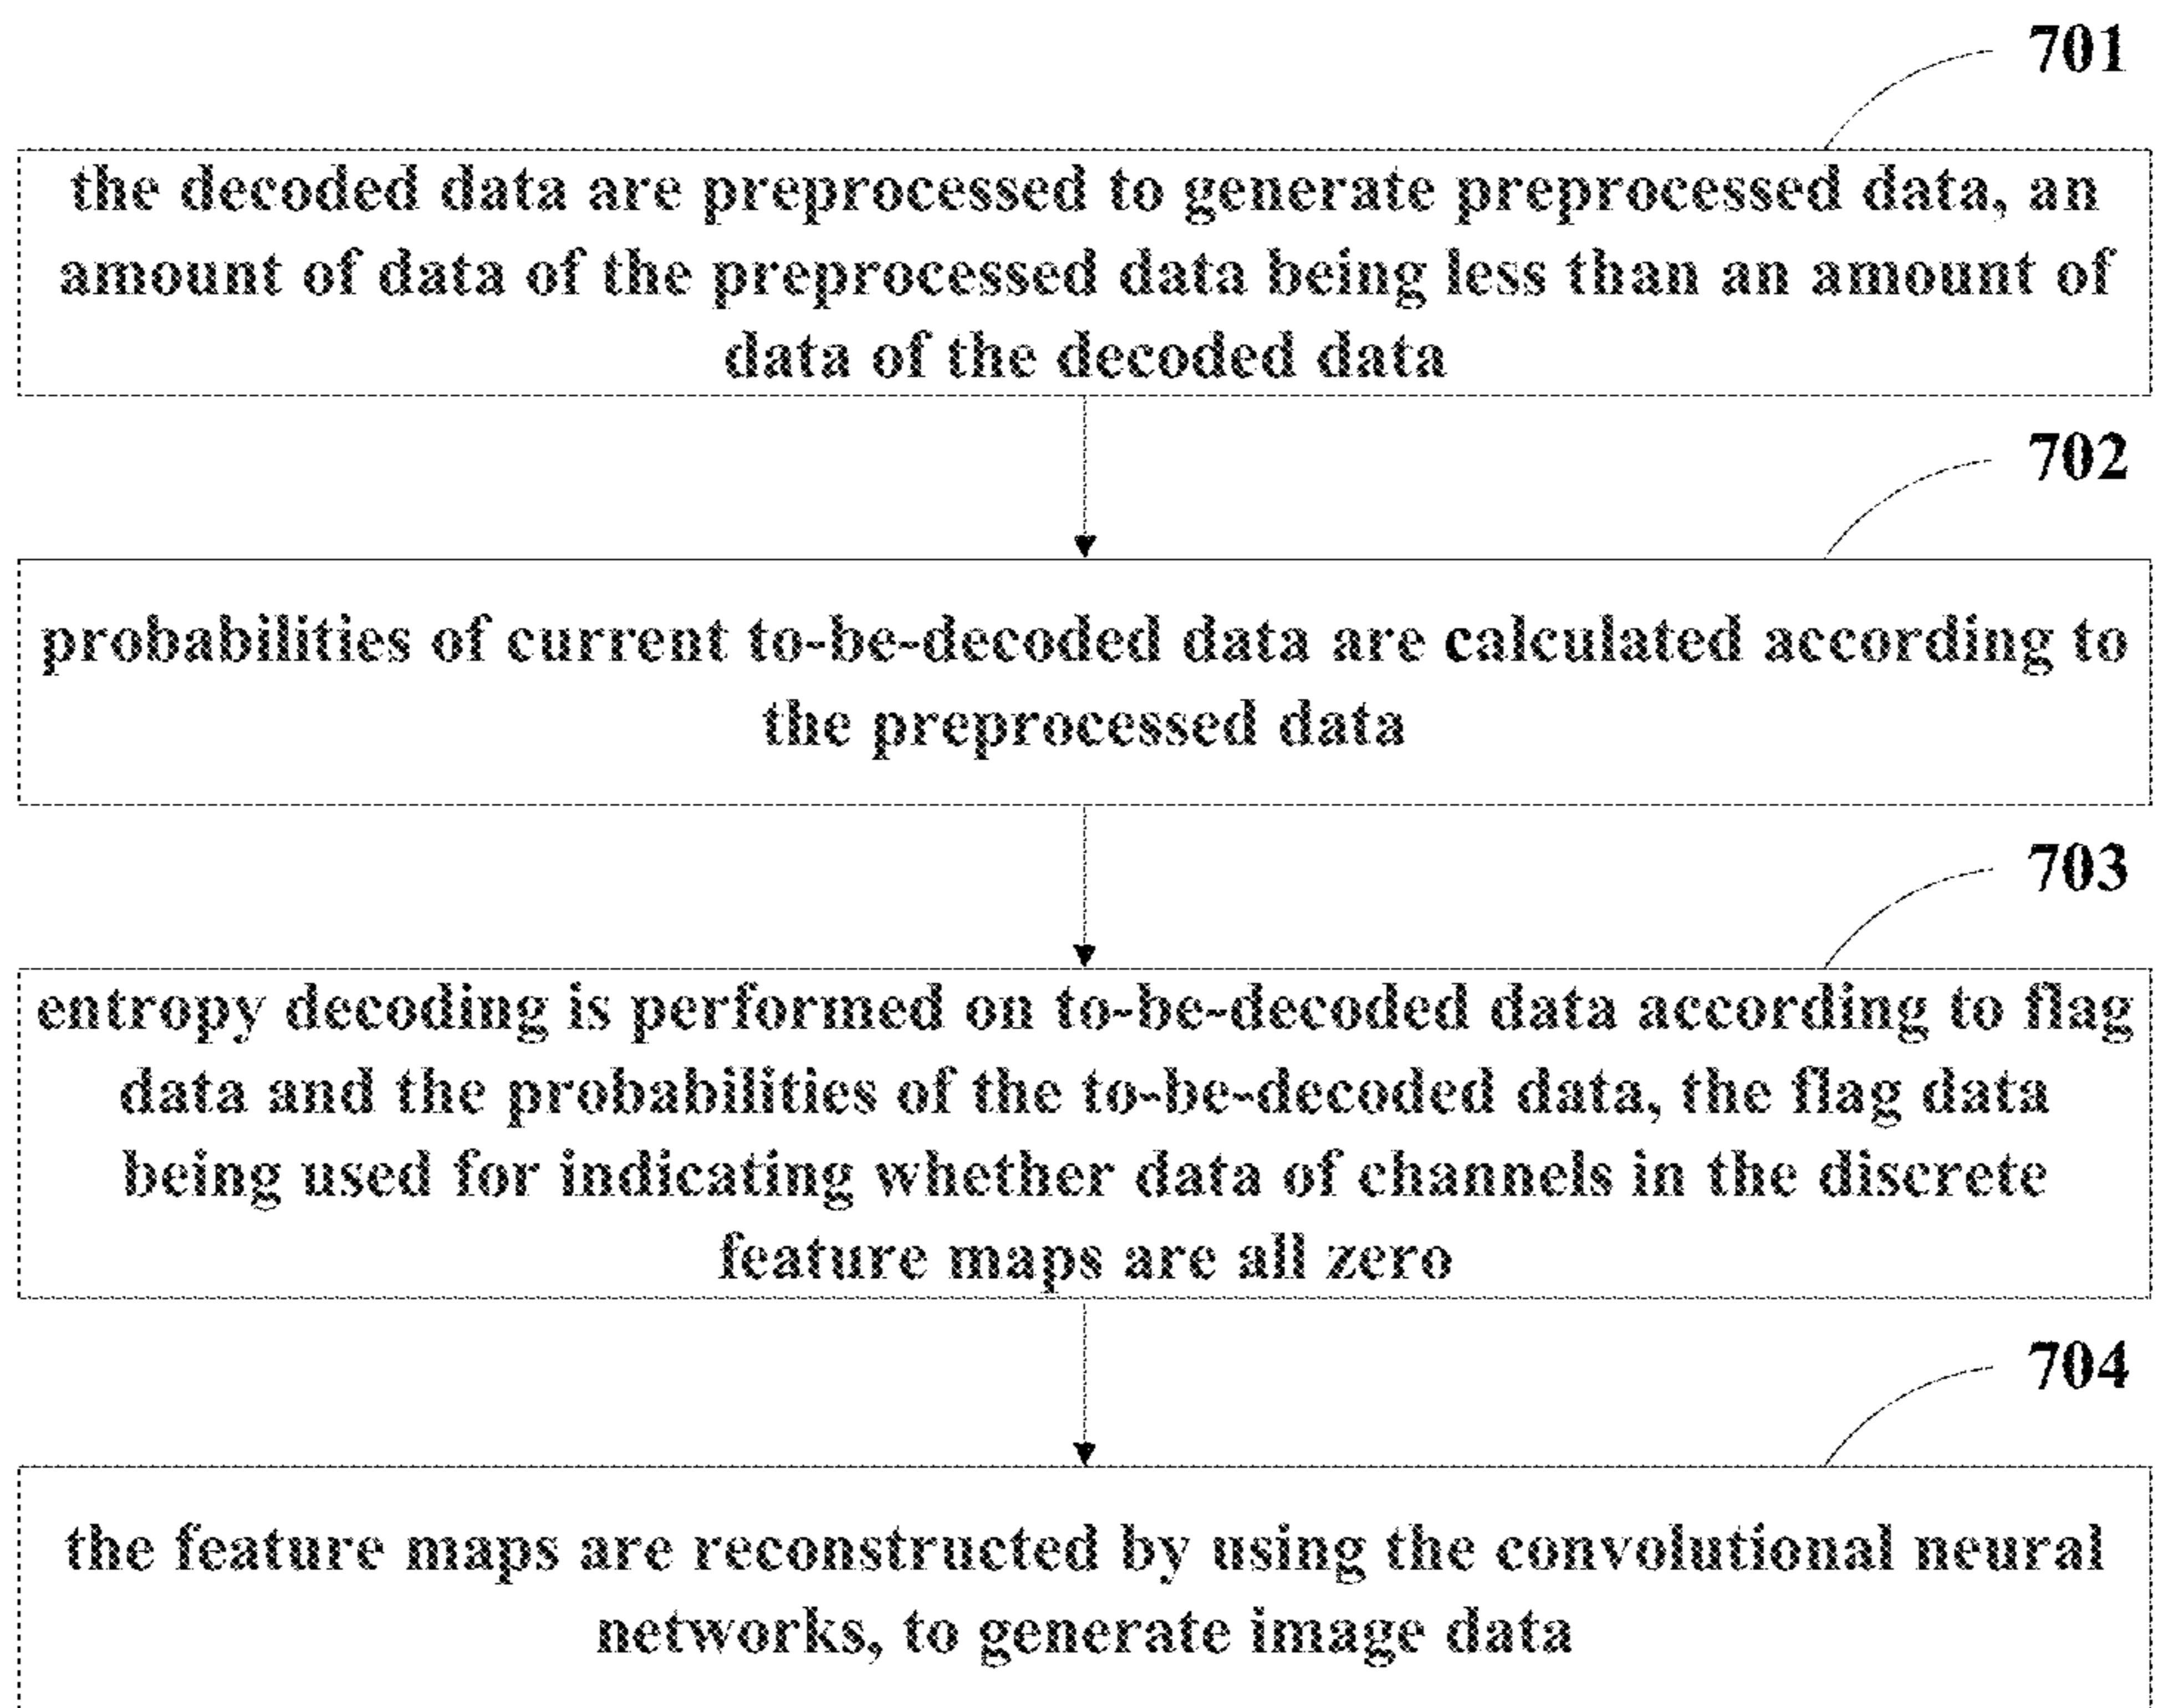 701
the decoded data are preprocessed to generate preprocessed data, an
amount of data of the preprocessed data being less than an amount of
data of the decoded data
702
probabilities of current to-be-decoded data are calculated according to
the preprocessed data
703
entropy decoding is performed on to-be-decoded data according to flag
data and the probabilities of the to-be-decoded data, the flag data
being used for indicating whether data of channels in the discrete
feature maps are all zero
704
the feature maps are reconstructed by using the convolutional neural
networks, to generate image data